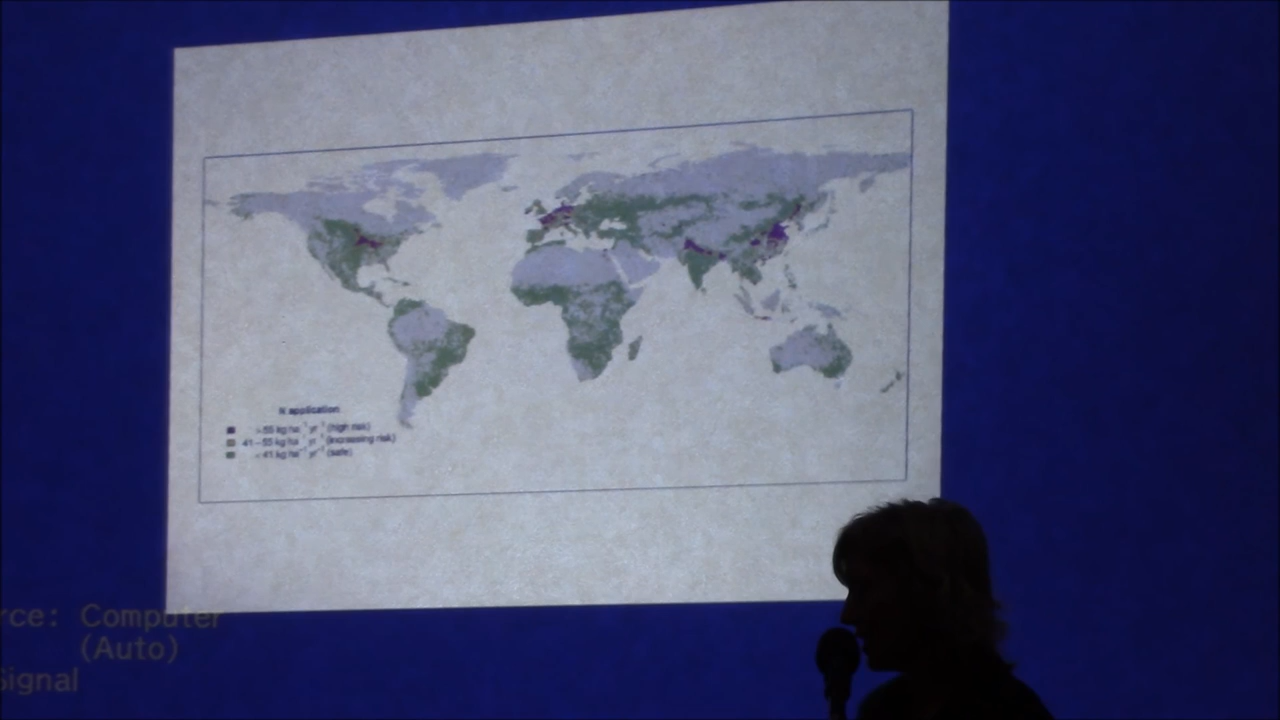 N application
>55 kg ha⁻¹ yr⁻¹ (high risk)
41–55 kg ha⁻¹ yr⁻¹ (increasing risk)
<41 kg ha⁻¹ yr⁻¹ (safe)
rce: Computer
(Auto)
Signal